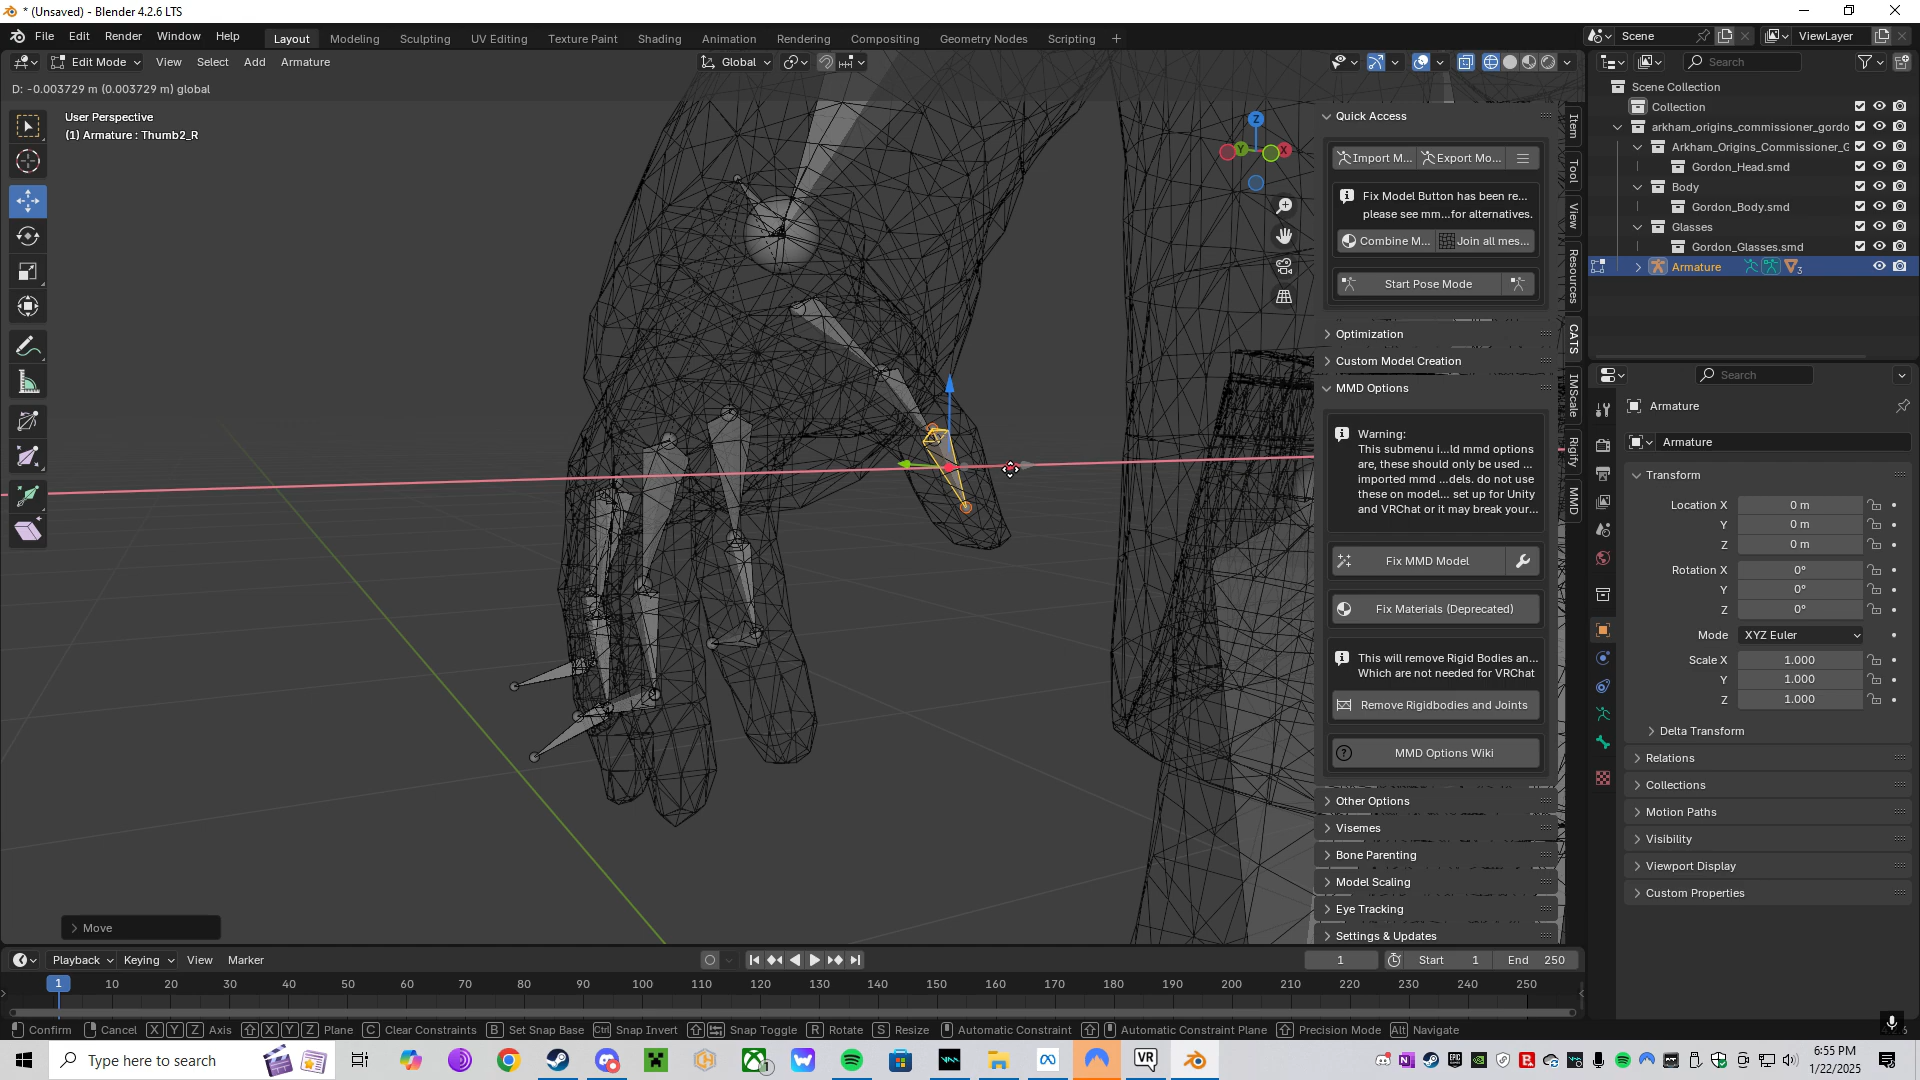 * (Unsaved) - Blender 4.2.6 LTS
File Edit Render Window Help Layout Modeling Sculpting UV Editing Texture Paint Shading Animation Rendering Compositing Geometry Nodes Scripting + Scene ViewLayer
Edit Mode View Select Add Armature Global Search
D: -0.003729 m (0.003729 m) global
User Perspective
(1) Armature : Thumb2_R
Z
Y
X
Move
Quick Access
Import M... Export Mo...
Fix Model Button has been re...
please see mm...for alternatives.
Combine M... Join all mes...
Start Pose Mode
Optimization
Custom Model Creation
MMD Options
Warning:
This submenu i...ld mmd options
are, these should only be used ...
imported mmd ...dels. do not use
these on model... set up for Unity
and VRChat or it may break your...
Fix MMD Model
Fix Materials (Deprecated)
This will remove Rigid Bodies an...
Which are not needed for VRChat
Remove Rigidbodies and Joints
MMD Options Wiki
Other Options
Visemes
Bone Parenting
Model Scaling
Eye Tracking
Settings & Updates
Item
Tool
View
Resources
CATS
IMScale
Rigify
MMD
Scene Collection
Collection
arkham_origins_commissioner_gordo
Arkham_Origins_Commissioner_G
Gordon_Head.smd
Body
Gordon_Body.smd
Glasses
Gordon_Glasses.smd
Armature 3
Search
Armature
Armature
Transform
Location X 0 m
Y 0 m
Z 0 m
Rotation X 0°
Y 0°
Z 0°
Mode XYZ Euler
Scale X 1.000
Y 1.000
Z 1.000
Delta Transform
Relations
Collections
Motion Paths
Visibility
Viewport Display
Custom Properties
Playback Keying View Marker 1 Start 1 End 250
1 10 20 30 40 50 60 70 80 90 100 110 120 130 140 150 160 170 180 190 200 210 220 230 240 250
Confirm Cancel X Y Z Axis X Y Z Plane C Clear Constraints B Set Snap Base Ctrl Snap Invert Snap Toggle R Rotate S Resize Automatic Constraint Automatic Constraint Plane Precision Mode Alt Navigate
Type here to search
6:55 PM
1/22/2025